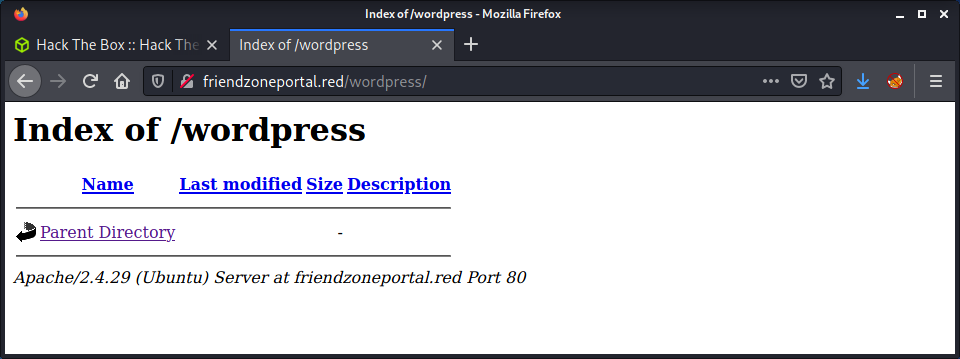 Index of /wordpress - Mozilla Firefox
Hack The Box :: Hack The
Index of /wordpress
friendzoneportal.red/wordpress/
Index of /wordpress
Name Last modified Size Description
Parent Directory -
Apache/2.4.29 (Ubuntu) Server at friendzoneportal.red Port 80